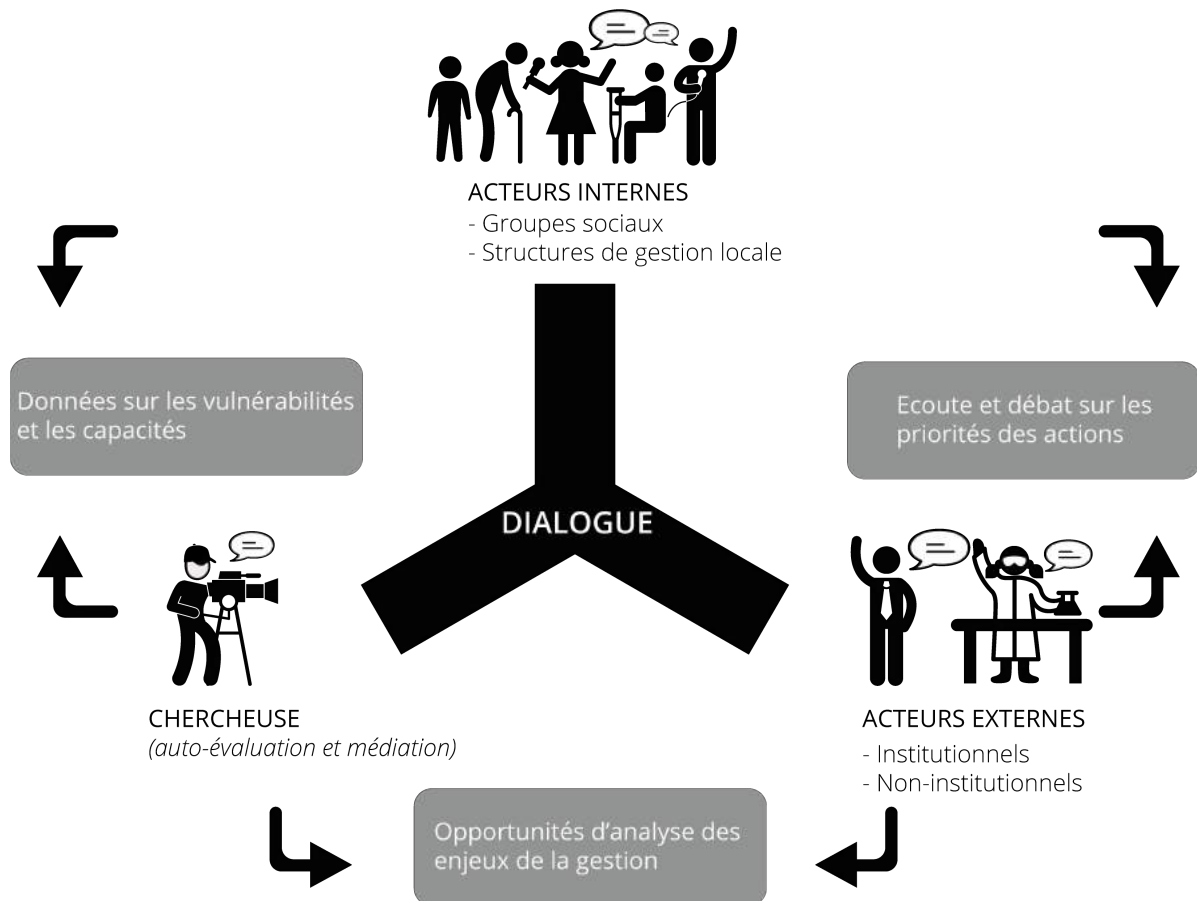 ACTEURS INTERNES
- Groupes sociaux
- Structures de gestion locale
Données sur les vulnérabilités
et les capacités
Ecoute et débat sur les
priorités des actions
DIALOGUE
CHERCHEUSE
(auto-évaluation et médiation)
ACTEURS EXTERNES
- Institutionnels
- Non-institutionnels
Opportunités d’analyse des
enjeux de la gestion